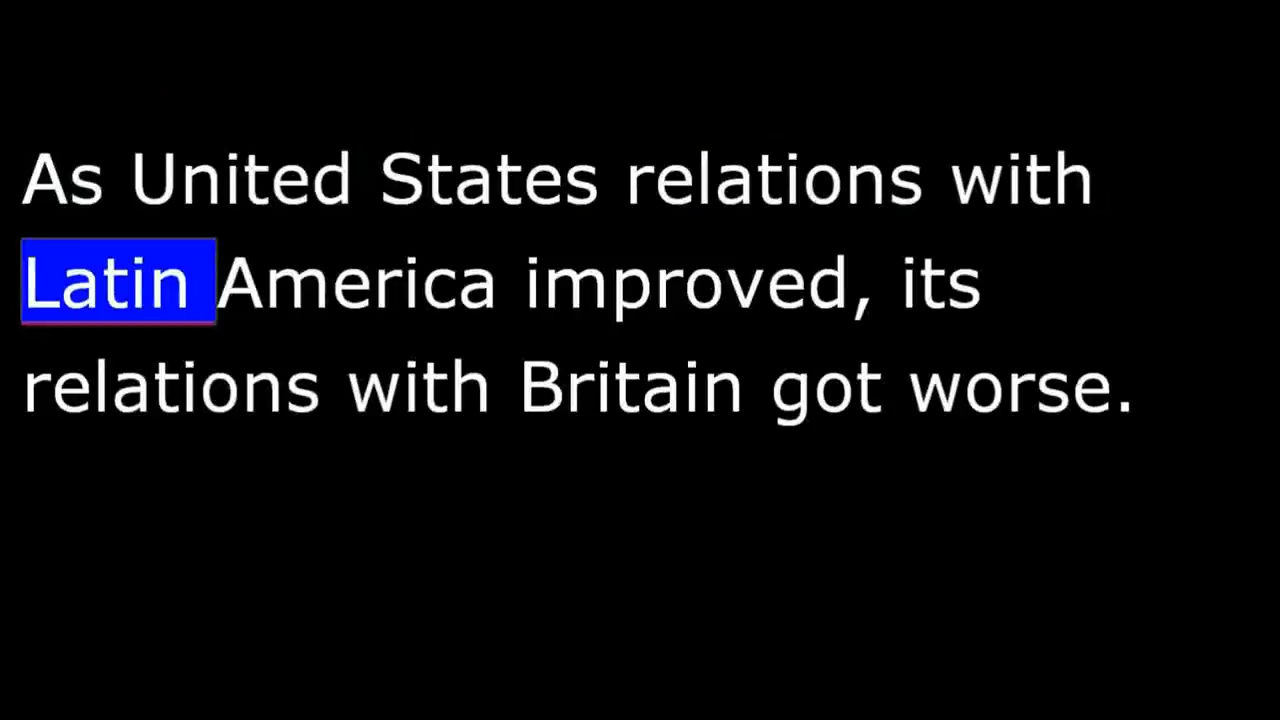 As United States relations with
Latin America improved, its
relations with Britain got worse.